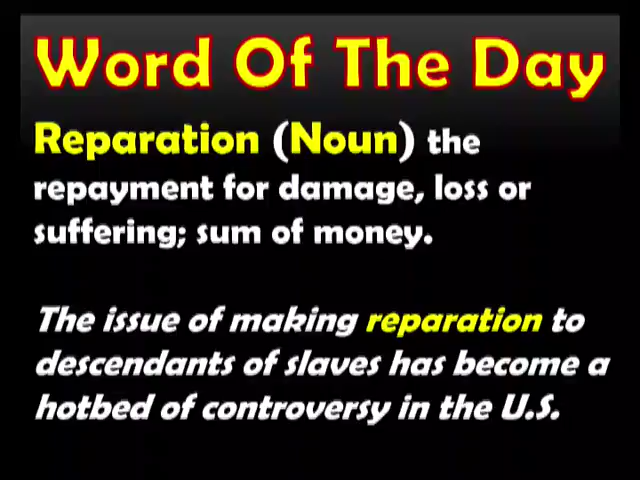 Word Of The Day
Reparation (Noun) the
repayment for damage, loss or
suffering; sum of money.
The issue of making reparation to
descendants of slaves has become a
hotbed of controversy in the U.S.